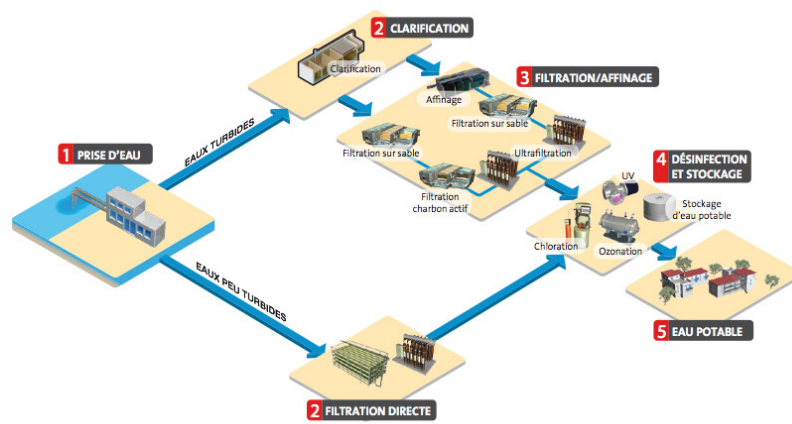 2 CLARIFICATION
Clarification
3 FILTRATION/AFFINAGE
Affinage
Filtration sur sable
EAUX TURBIDES
1 PRISE D'EAU
Filtration sur sable
Ultrafiltration
4 DÉSINFECTION
ET STOCKAGE
UV
Filtration
charbon actif
Stockage
d'eau potable
Chloration
Ozonation
EAUX PEU TURBIDES
5 EAU POTABLE
2 FILTRATION DIRECTE